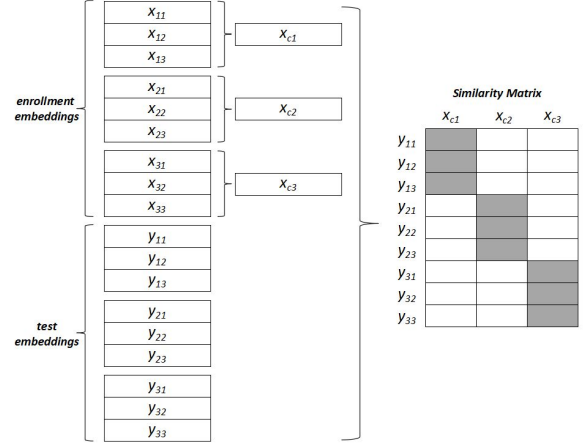 x11
x12
x13
xc1
x21
x22
x23
xc2
x31
x32
x33
xc3
enrollment
embeddings
y11
y12
y13
y21
y22
y23
y31
y32
y33
test
embeddings
Similarity Matrix
xc1 xc2 xc3
y11
y12
y13
y21
y22
y23
y31
y32
y33